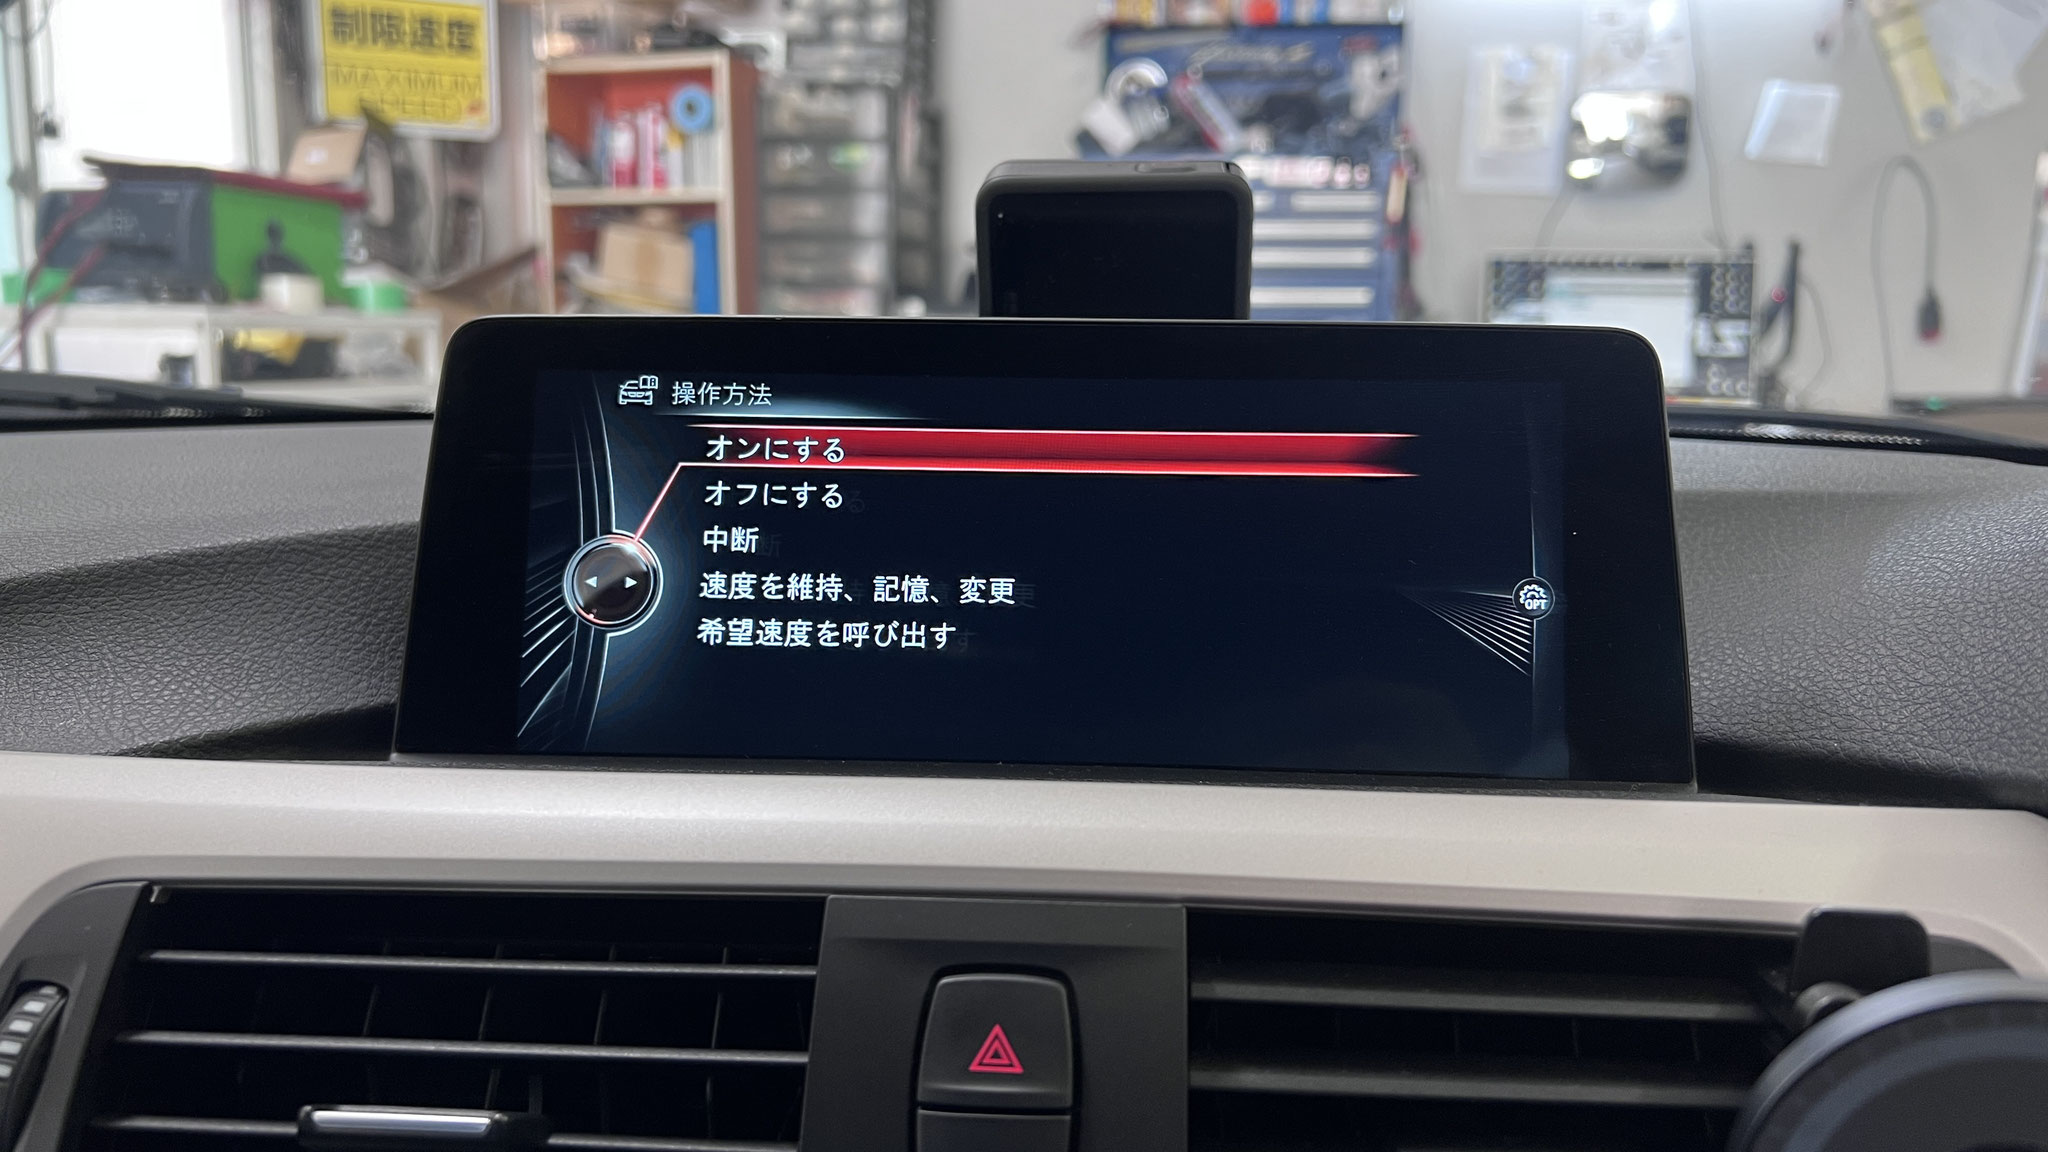 制限速度
MAXIMUM
SPEED
操作方法
オンにする
オフにする
中断
速度を維持、記憶、変更
希望速度を呼び出す
OPT